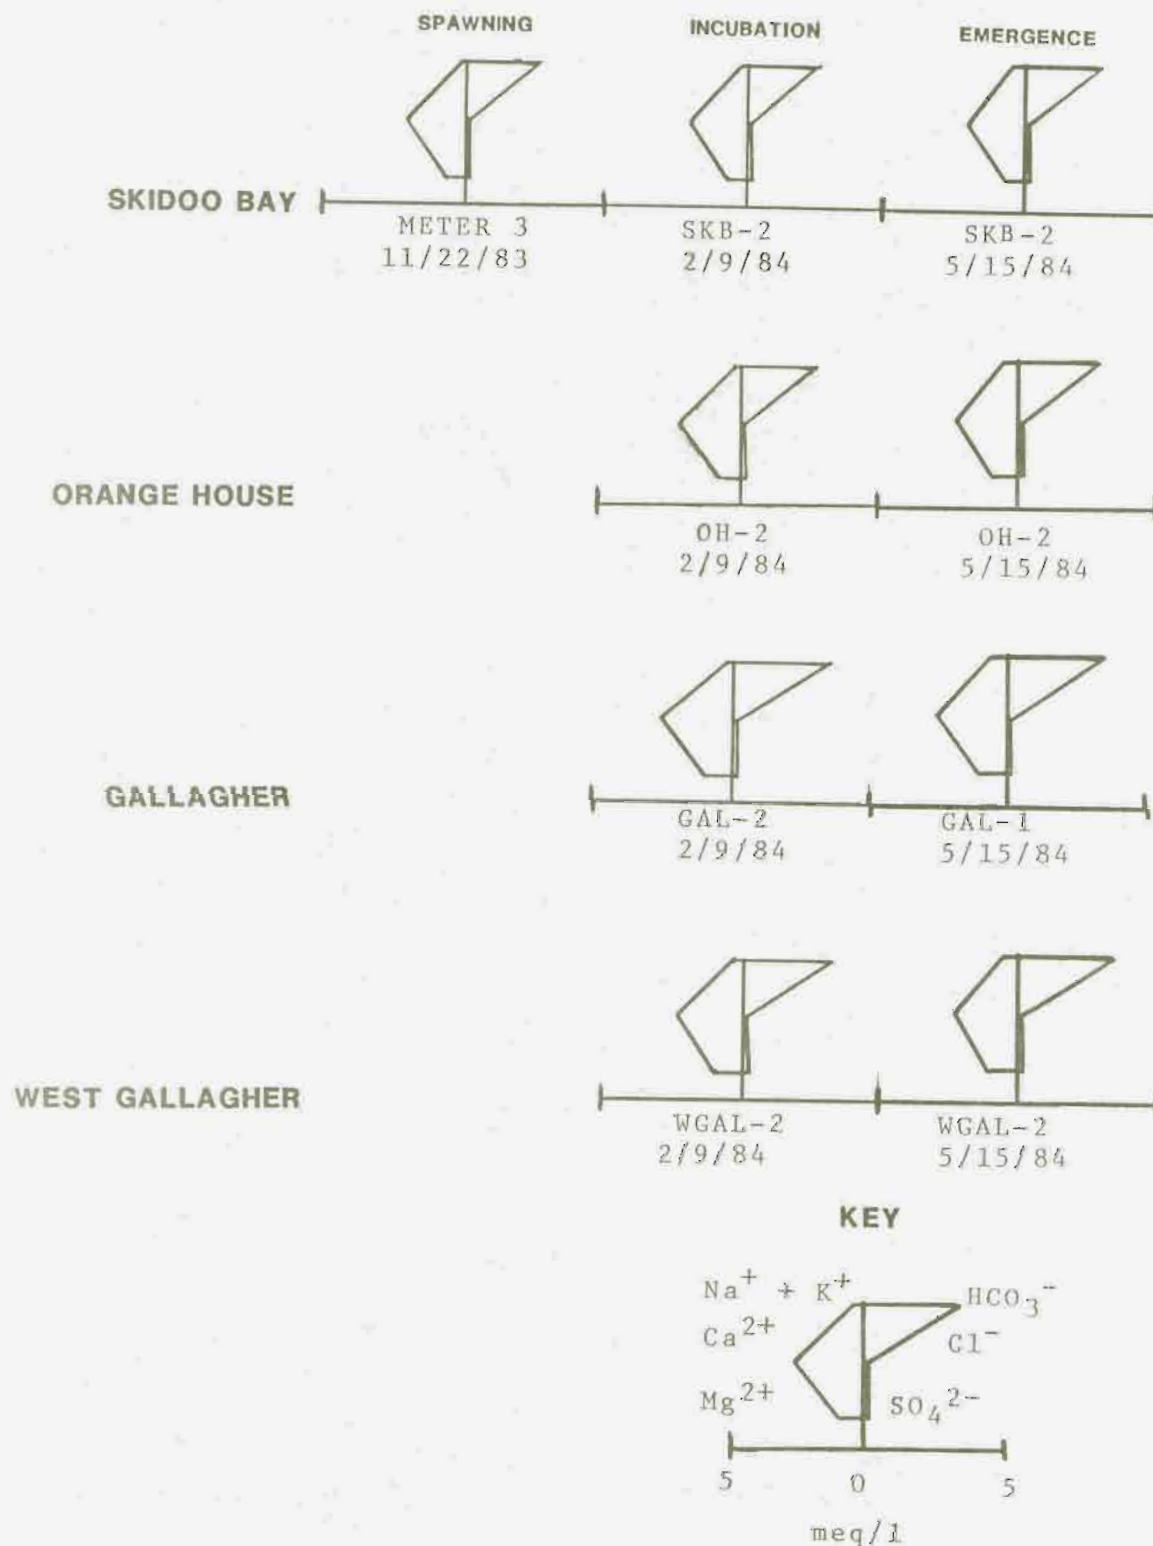 SPAWNING INCUBATION EMERGENCE
SKIDOO BAY
METER 3 SKB-2 SKB-2
11/22/83 2/9/84 5/15/84
ORANGE HOUSE
OH-2 OH-2
2/9/84 5/15/84
GALLAGHER
GAL-2 GAL-1
2/9/84 5/15/84
WEST GALLAGHER
WGAL-2 WGAL-2
2/9/84 5/15/84
KEY
Na⁺ + K⁺ HCO₃⁻
Ca²⁺ Cl⁻
Mg²⁺ SO₄²⁻
5 0 5
meq/l